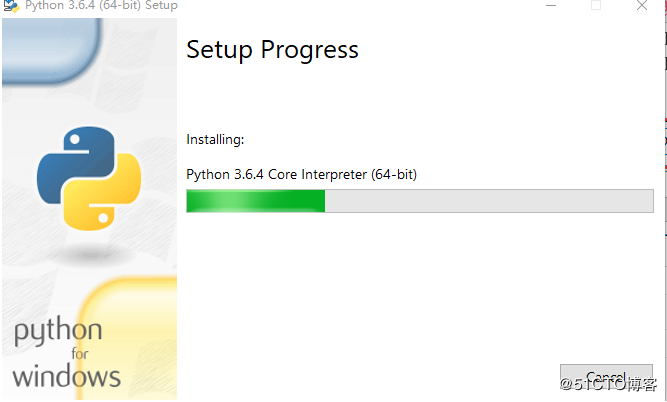 Python 3.6.4 (64-bit) Setup
Setup Progress
Installing:
Python 3.6.4 Core Interpreter (64-bit)
python
for
windows
Cancel
@51CTO博客